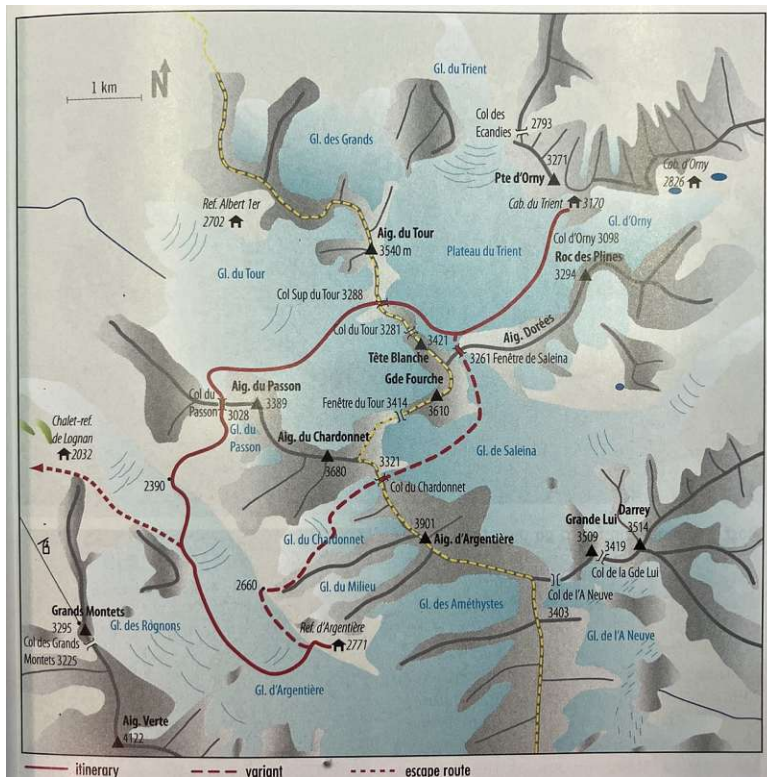 Gl. du Trient
1 km
N
Col des
Ecandies
2793
Gl. des Grands
3271
Cab. d'Orny
2826
Pte d'Orny
Ref. Albert 1er
2702
Cab. du Trient
3170
Gl. d'Orny
Aig. du Tour
3540 m
Col d'Orny 3098
Plateau du Trient
Roc des Plines
3294
Gl. du Tour
Col Sup du Tour 3288
Col du Tour 3281
3421
Aig. Dorées
Tête Blanche
3261 Fenêtre de Saleina
Gde Fourche
Aig. du Passon
3389
Col du
Passon
3028
Fenêtre du Tour 3414
3610
Chalet-ref.
de Lognan
2032
Gl. du
Passon
Aig. du Chardonnet
3680
3321
Gl. de Saleina
Col du Chardonnet
2390
3901
Aig. d'Argentière
Grande Lui
3509
Darrey
3514
3419
Col de la Gde Lui
Gl. du Chardonnet
2660
Gl. du Milieu
Gl. des Améthystes
Col de l'A Neuve
3403
Grands Montets
3295
Gl. des Rognons
Ref. d'Argentière
2771
Gl. de l'A Neuve
Col des Grands
Montets 3225
Gl. d'Argentière
Aig. Verte
4122
itinerary
variant
escape route